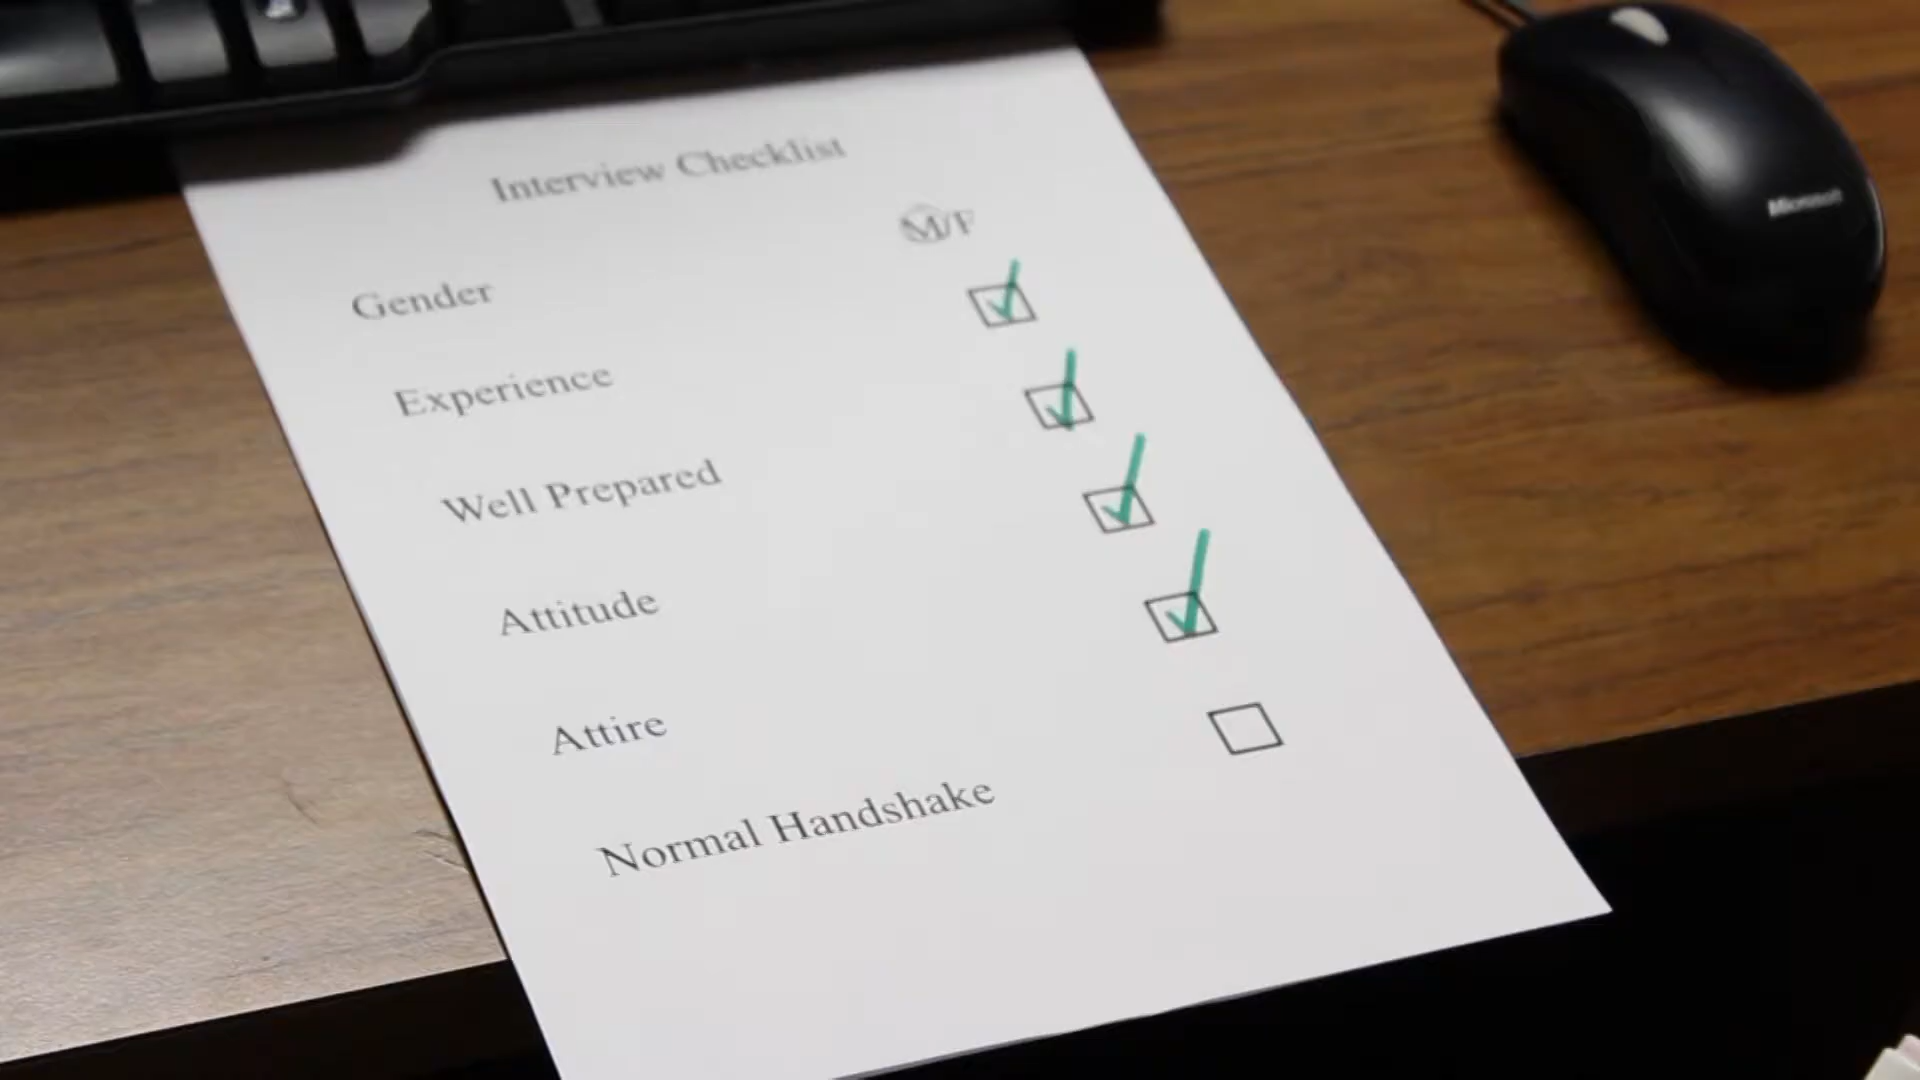 Interview Checklist
M/F
Gender
Experience
Well Prepared
Attitude
Attire
Normal Handshake
Microsoft